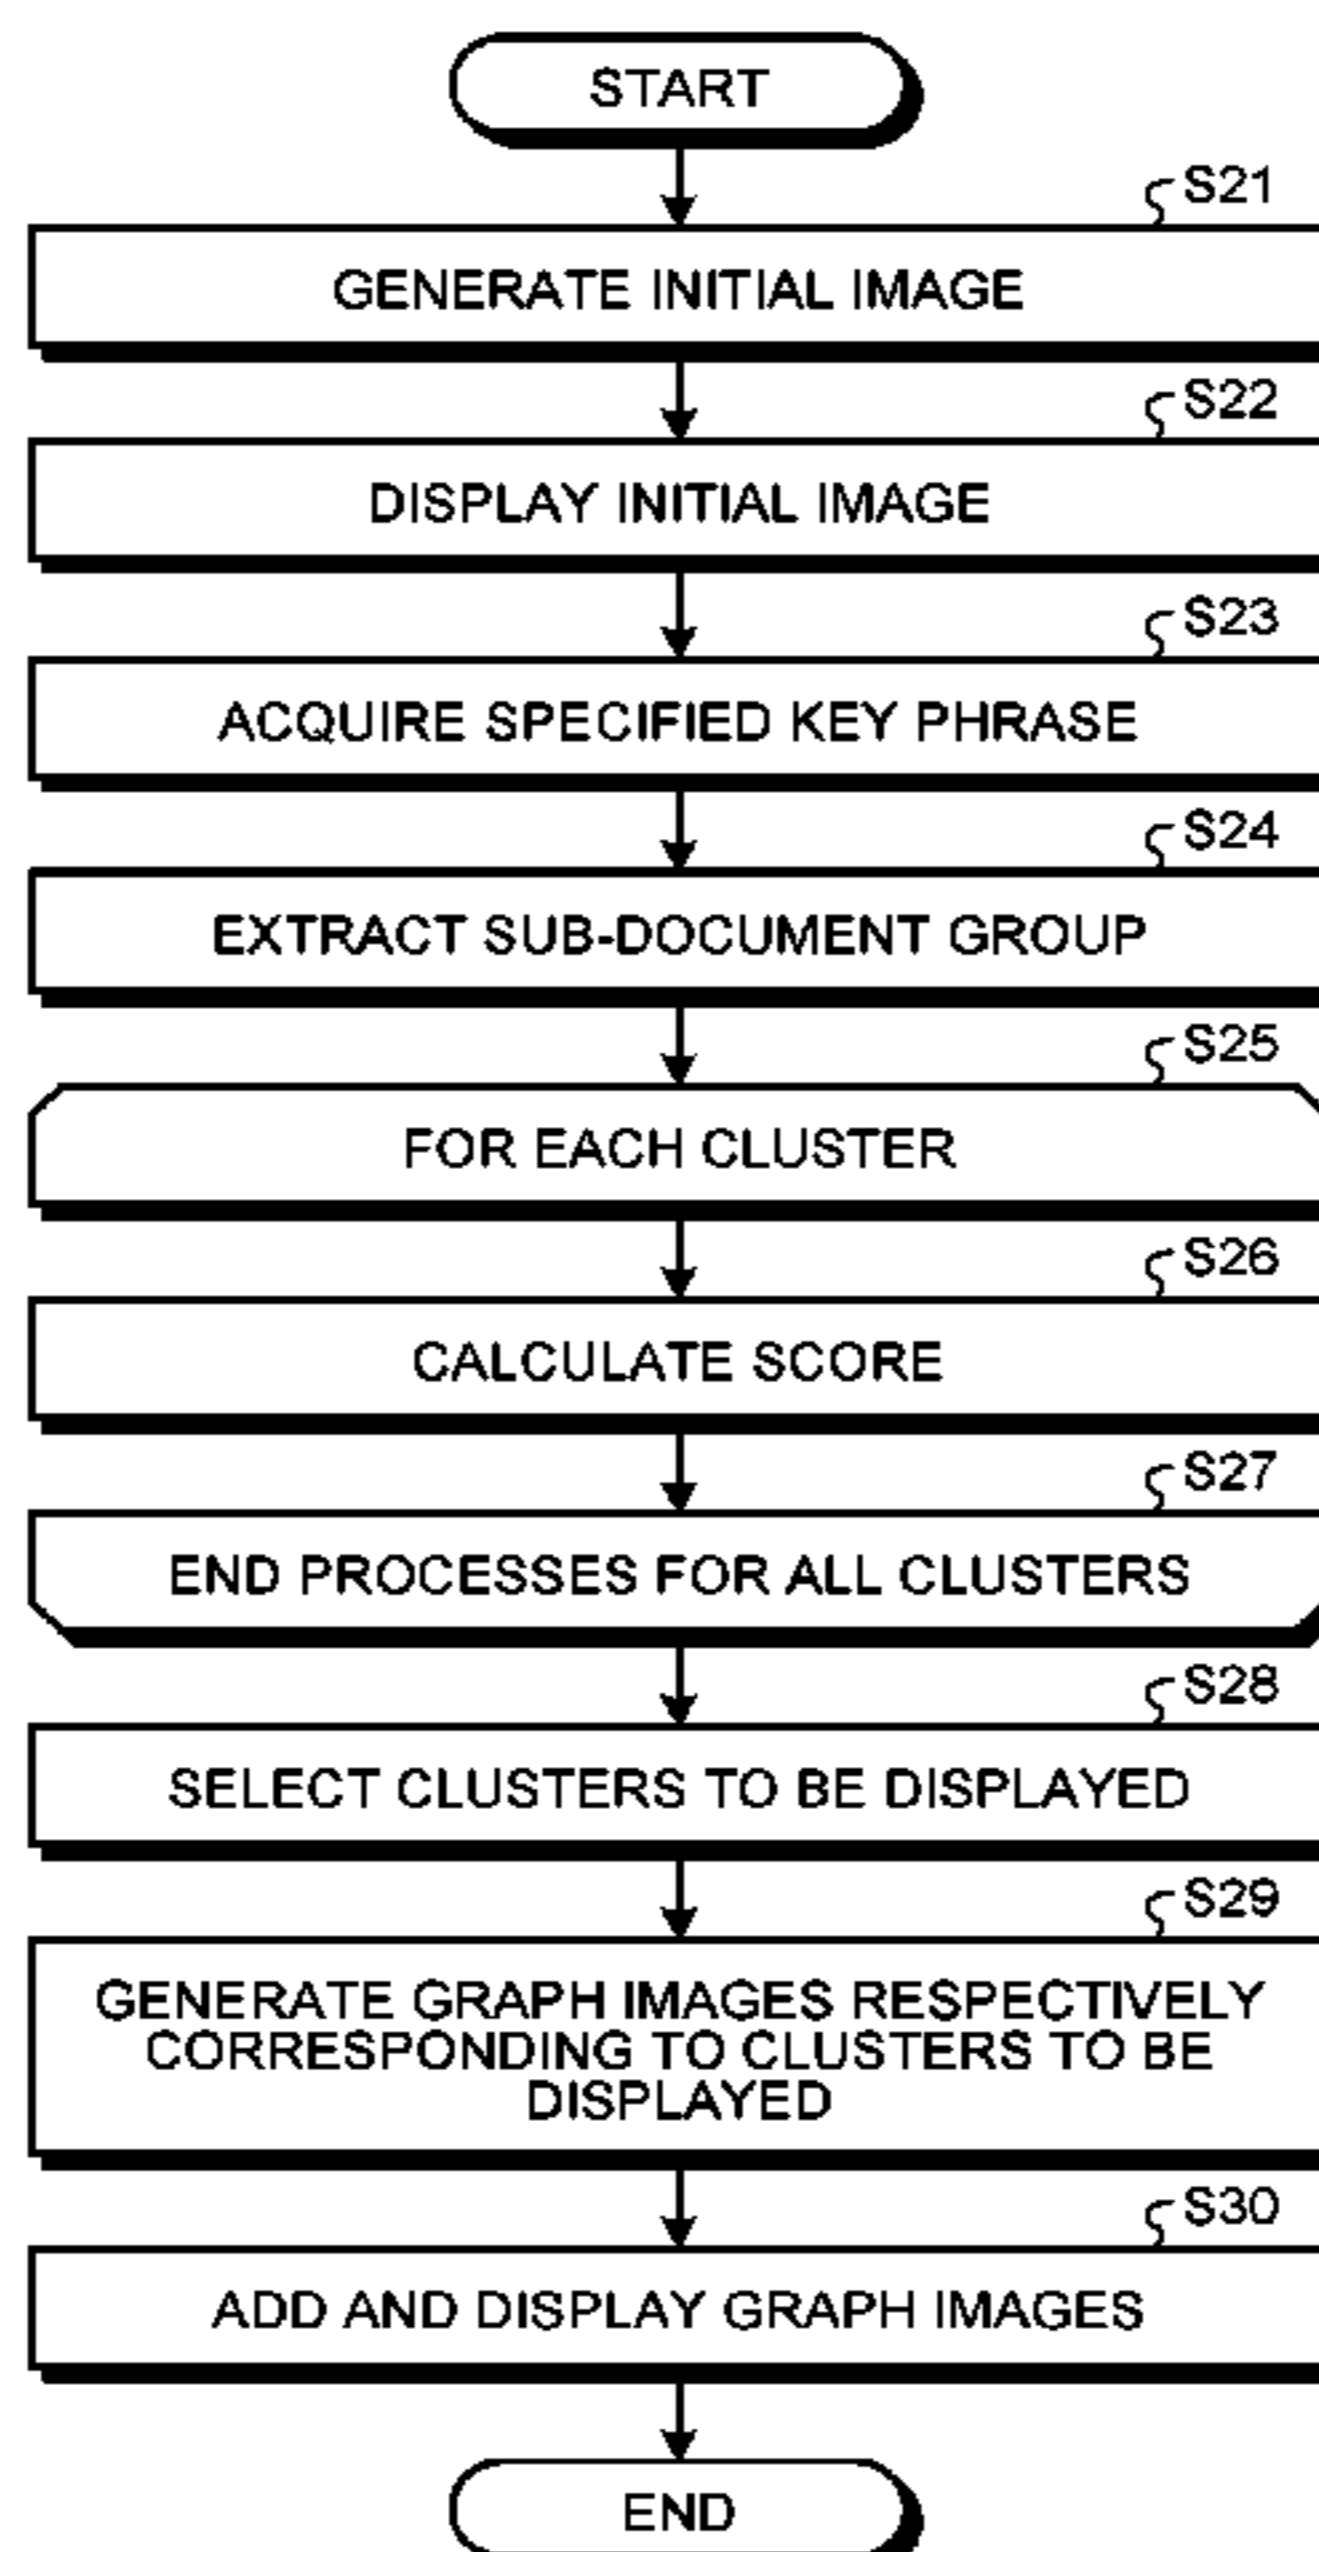 START
S21
GENERATE INITIAL IMAGE
S22
DISPLAY INITIAL IMAGE
S23
ACQUIRE SPECIFIED KEY PHRASE
S24
EXTRACT SUB-DOCUMENT GROUP
S25
FOR EACH CLUSTER
S26
CALCULATE SCORE
S27
END PROCESSES FOR ALL CLUSTERS
S28
SELECT CLUSTERS TO BE DISPLAYED
S29
GENERATE GRAPH IMAGES RESPECTIVELY
CORRESPONDING TO CLUSTERS TO BE
DISPLAYED
S30
ADD AND DISPLAY GRAPH IMAGES
END